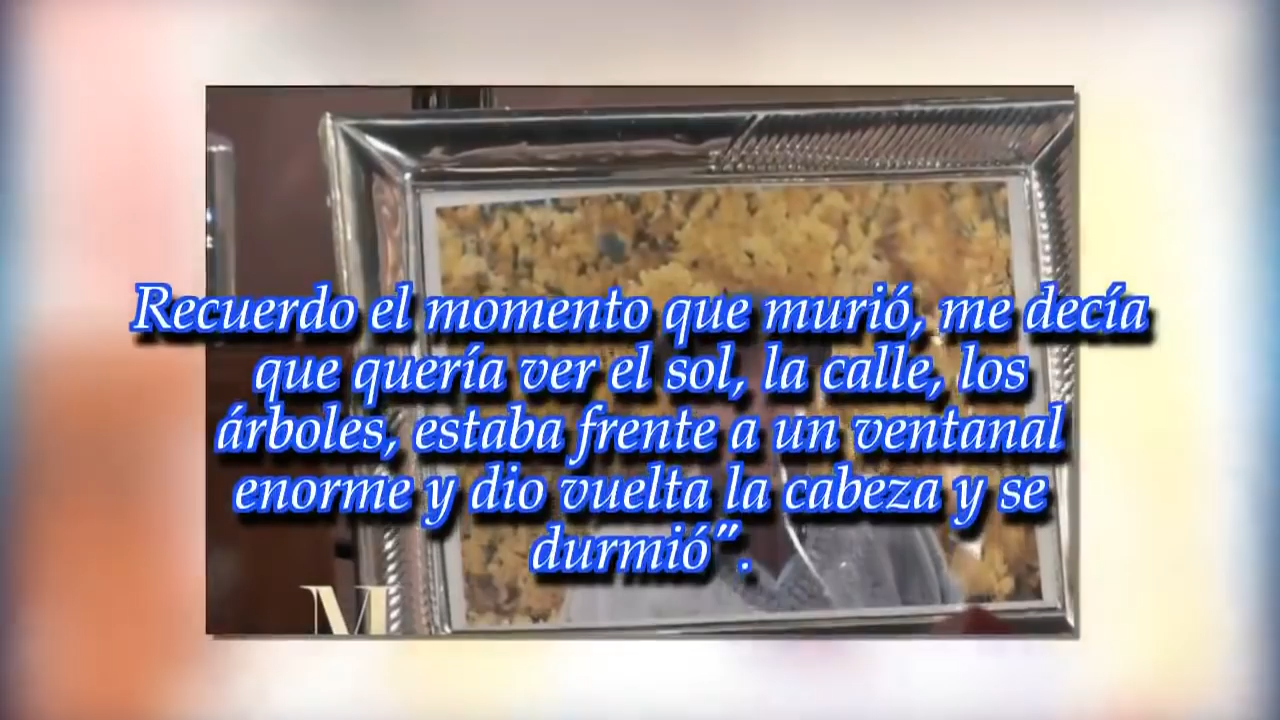 Recuerdo el momento que murió, me decía
que quería ver el sol, la calle, los
árboles, estaba frente a un ventanal
enorme y dio vuelta la cabeza y se
durmió”.
M